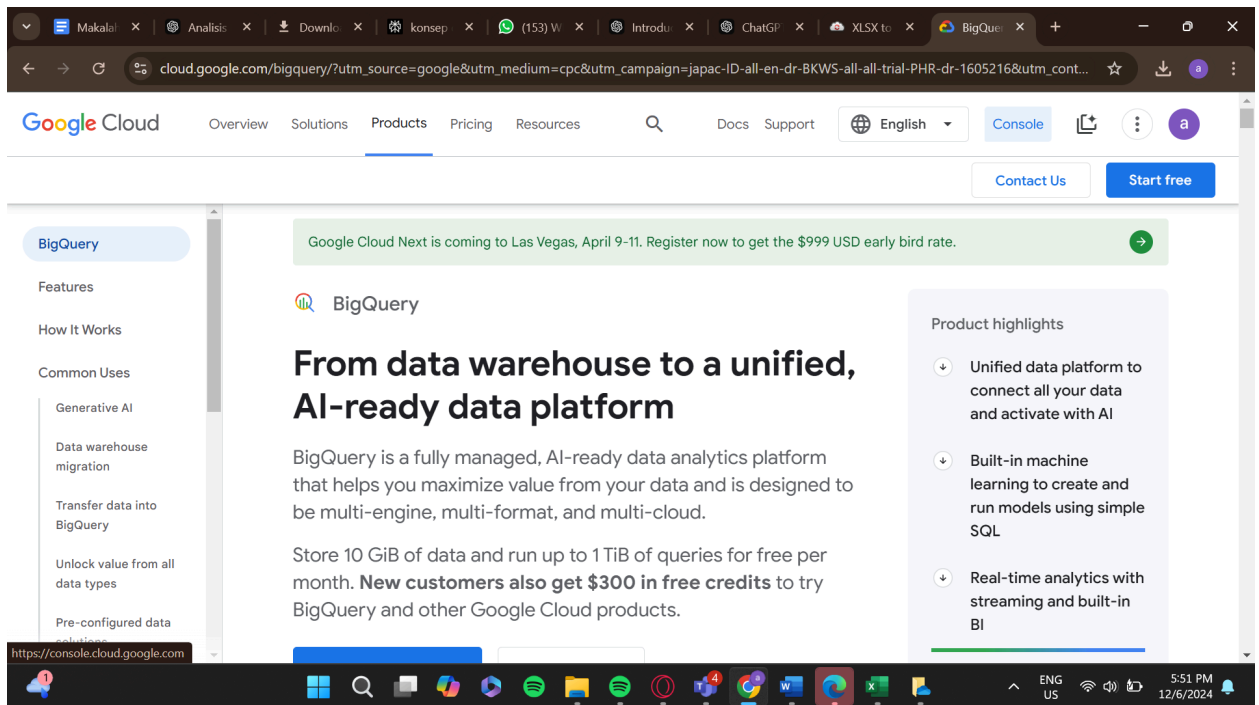 Makalah
Analisis
Downlo
konsep
(153) W
Introduc
ChatGP
XLSX to
BigQue
cloud.google.com/bigquery/?utm_source=google&utm_medium=cpc&utm_campaign=japac-ID-all-en-dr-BKWS-all-all-trial-PHR-dr-1605216&utm_cont...
a
Google Cloud
Overview
Solutions
Products
Pricing
Resources
Docs
Support
English
Console
a
Contact Us
Start free
BigQuery
Features
How It Works
Common Uses
Generative AI
Data warehouse
migration
Transfer data into
BigQuery
Unlock value from all
data types
Pre-configured data
https://console.cloud.google.com
Google Cloud Next is coming to Las Vegas, April 9-11. Register now to get the $999 USD early bird rate.
BigQuery
From data warehouse to a unified,
AI-ready data platform
BigQuery is a fully managed, AI-ready data analytics platform
that helps you maximize value from your data and is designed to
be multi-engine, multi-format, and multi-cloud.
Store 10 GiB of data and run up to 1 TiB of queries for free per
month. New customers also get $300 in free credits to try
BigQuery and other Google Cloud products.
Product highlights
Unified data platform to
connect all your data
and activate with AI
Built-in machine
learning to create and
run models using simple
SQL
Real-time analytics with
streaming and built-in
BI
1
4
ENG
US
5:51 PM
12/6/2024